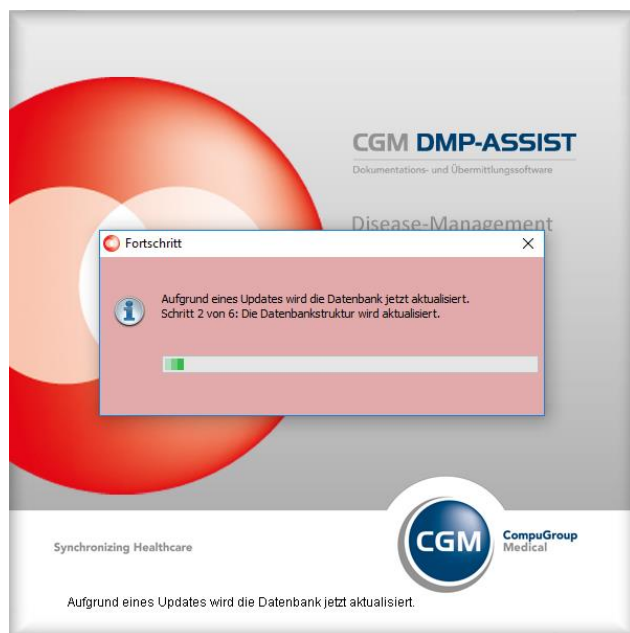 CGM DMP-ASSIST
Dokumentations- und Übermittlungssoftware
Disease-Management
Fortschritt
Aufgrund eines Updates wird die Datenbank jetzt aktualisiert.
Schritt 2 von 6: Die Datenbankstruktur wird aktualisiert.
Synchronizing Healthcare
CGM
CompuGroup
Medical
Aufgrund eines Updates wird die Datenbank jetzt aktualisiert.